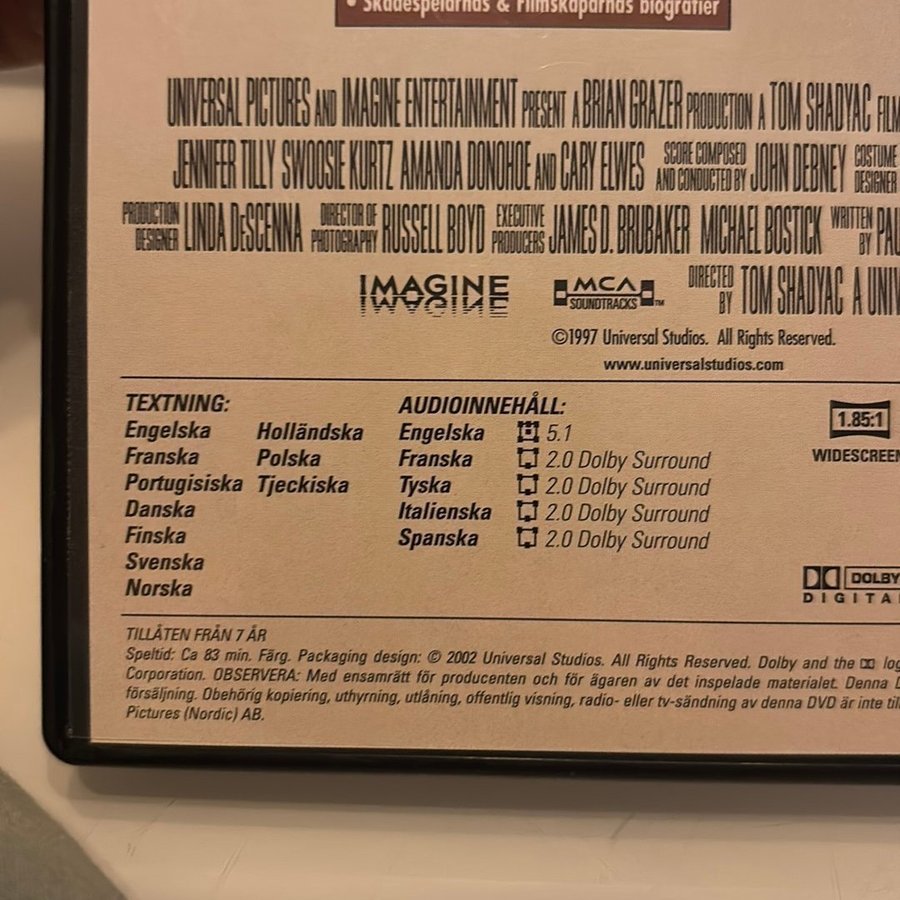 • Skådespelarnas & Filmskaparnas biografier
UNIVERSAL PICTURES AND IMAGINE ENTERTAINMENT PRESENT A BRIAN GRAZER PRODUCTION A TOM SHADYAC FILM
JENNIFER TILLY SWOOSIE KURTZ AMANDA DONOHOE AND CARY ELWES SCORE COMPOSED AND CONDUCTED BY JOHN DEBNEY COSTUME DESIGNER
PRODUCTION DESIGNER LINDA DeSCENNA DIRECTOR OF PHOTOGRAPHY RUSSELL BOYD EXECUTIVE PRODUCERS JAMES D. BRUBAKER MICHAEL BOSTICK WRITTEN BY PAU
IMAGINE MCA SOUNDTRACKS™ DIRECTED BY TOM SHADYAC A UNIV
©1997 Universal Studios. All Rights Reserved.
www.universalstudios.com
TEXTNING:
Engelska Holländska
Franska Polska
Portugisiska Tjeckiska
Danska
Finska
Svenska
Norska
AUDIOINNEHÅLL:
Engelska 5.1
Franska 2.0 Dolby Surround
Tyska 2.0 Dolby Surround
Italienska 2.0 Dolby Surround
Spanska 2.0 Dolby Surround
1.85:1
WIDESCREEN
DOLBY
DIGITA
TILLÅTEN FRÅN 7 ÅR
Speltid: Ca 83 min. Färg. Packaging design: © 2002 Universal Studios. All Rights Reserved. Dolby and the log
Corporation. OBSERVERA: Med ensamrätt för producenten och för ägaren av det inspelade materialet. Denna D
försäljning. Obehörig kopiering, uthyrning, utlåning, offentlig visning, radio- eller tv-sändning av denna DVD är inte till
Pictures (Nordic) AB.